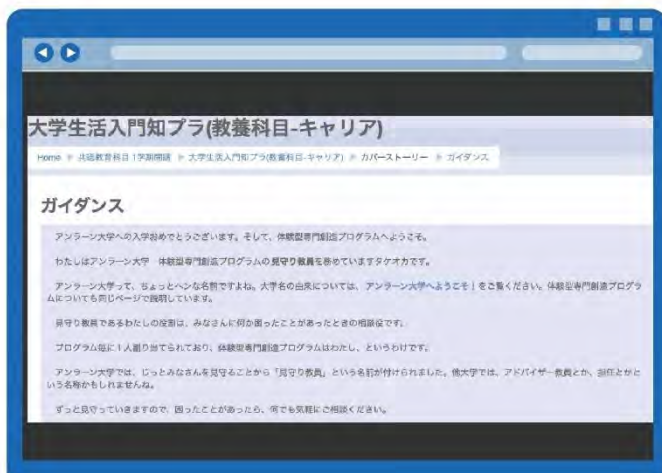 大学生活入門知プラ(教養科目-キャリア)
Home 共通教育科目 1学期開講 大学生活入門知プラ(教養科目-キャリア) カバーストーリー ガイダンス
ガイダンス
アンラーン大学への入学おめでとうございます。そして、体験型専門創造プログラムへようこそ。
わたしはアンラーン大学 体験型専門創造プログラムの見守り教員を務めていますタケオカです。
アンラーン大学って、ちょっとヘンな名前ですよね。大学名の由来については、アンラーン大学へようこそ！をご覧ください。体験型専門創造プログラ
ムについても同じページで説明しています。
見守り教員であるわたしの役割は、みなさんに何か困ったことがあったときの相談役です。
プログラム毎に1人割り当てられており、体験型専門創造プログラムはわたし、というわけです。
アンラーン大学では、じっとみなさんを見守ることから「見守り教員」という名前が付けられました。他大学では、アドバイザー教員とか、担任とかと
いう名称かもしれませんね。
ずっと見守っていきますので、困ったことがあったら、何でも気軽にご相談ください。